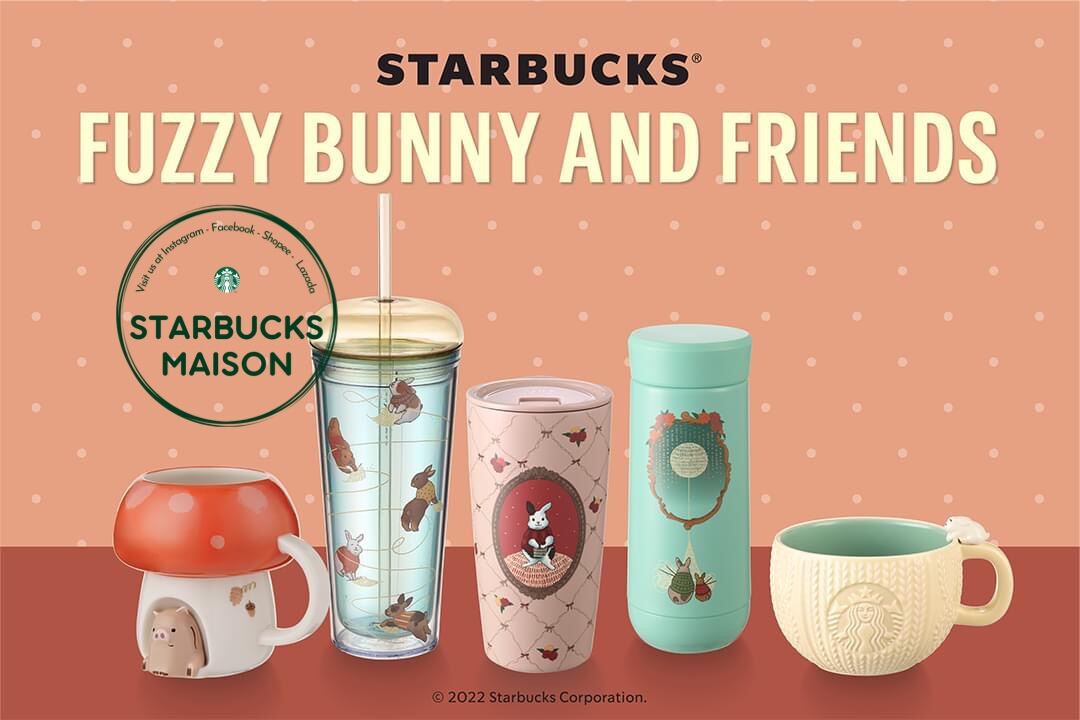 STARBUCKS®
FUZZY BUNNY AND FRIENDS
Visit us at Instagram - Facebook - Shopee - Lazada
STARBUCKS
MAISON
© 2022 Starbucks Corporation.